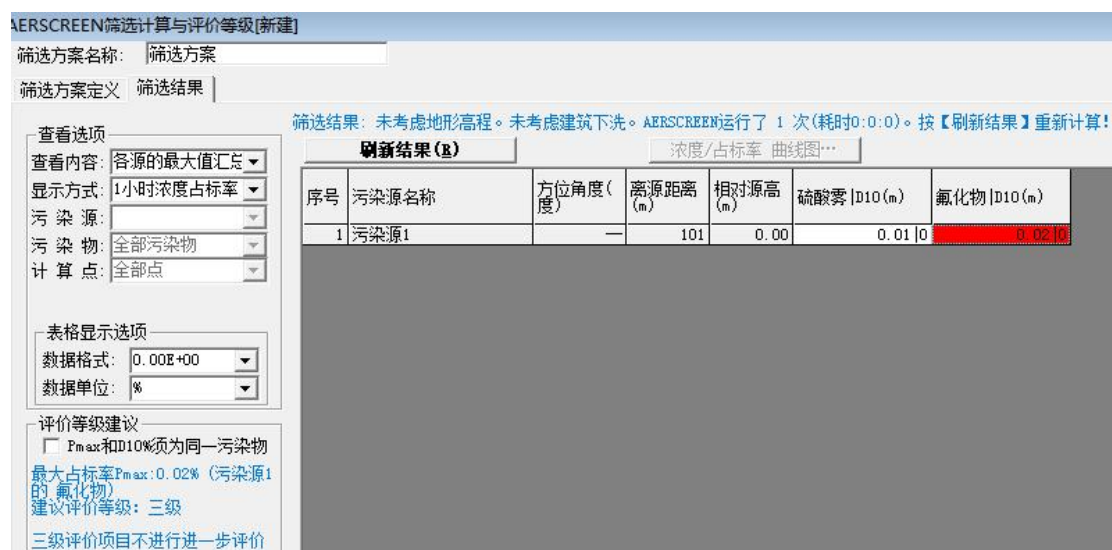 AERSCREEN筛选计算与评价等级[新建]
筛选方案名称: 筛选方案
筛选方案定义 筛选结果
筛选结果: 未考虑地形高程。未考虑建筑下洗。AERSCREEN运行了 1 次(耗时0:0:0)。按【刷新结果】重新计算!
查看选项
查看内容: 各源的最大值汇总
显示方式: 1小时浓度占标率
污 染 源:
污 染 物: 全部污染物
计 算 点: 全部点
刷新结果(R) 浓度/占标率 曲线图…
序号 污染源名称 方位角度(度) 离源距离(m) 相对源高(m) 硫酸雾|D10(m) 氟化物|D10(m)
1 污染源1 — 101 0.00 0.01|0 0.02|0
表格显示选项
数据格式: 0.00E+00
数据单位: %
评价等级建议
Pmax和D10%须为同一污染物
最大占标率Pmax:0.02% (污染源1
的 氟化物)
建议评价等级: 三级
三级评价项目不进行进一步评价